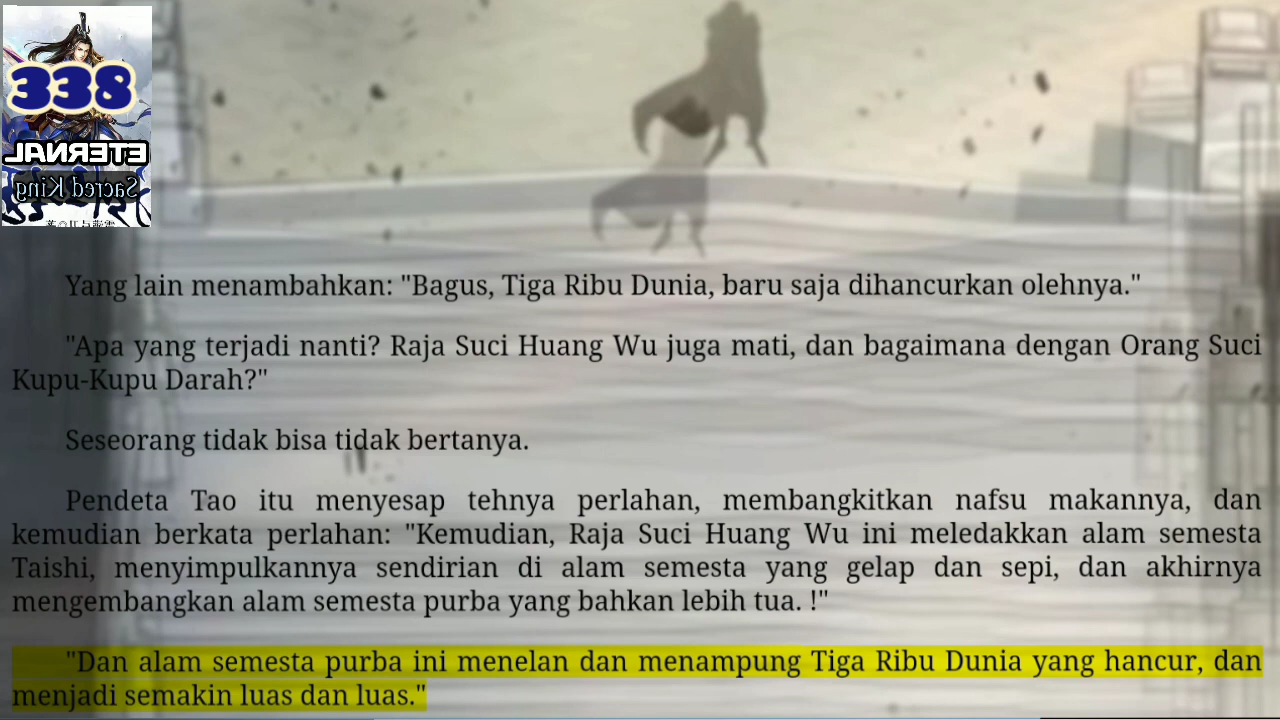 338
ETERNAL
Sacred King
Yang lain menambahkan: "Bagus, Tiga Ribu Dunia, baru saja dihancurkan olehnya."
"Apa yang terjadi nanti? Raja Suci Huang Wu juga mati, dan bagaimana dengan Orang Suci
Kupu-Kupu Darah?"
Seseorang tidak bisa tidak bertanya.
Pendeta Tao itu menyesap tehnya perlahan, membangkitkan nafsu makannya, dan
kemudian berkata perlahan: "Kemudian, Raja Suci Huang Wu ini meledakkan alam semesta
Taishi, menyimpulkannya sendirian di alam semesta yang gelap dan sepi, dan akhirnya
mengembangkan alam semesta purba yang bahkan lebih tua. !"
"Dan alam semesta purba ini menelan dan menampung Tiga Ribu Dunia yang hancur, dan
menjadi semakin luas dan luas."